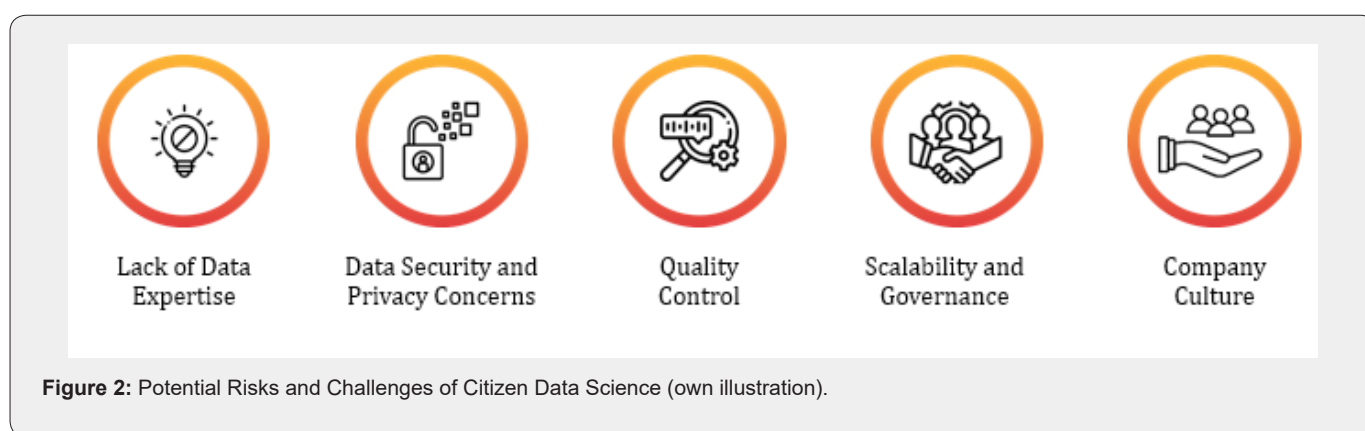 Lack of Data
Expertise
Data Security and
Privacy Concerns
Quality
Control
Scalability and
Governance
Company
Culture
Figure 2: Potential Risks and Challenges of Citizen Data Science (own illustration).